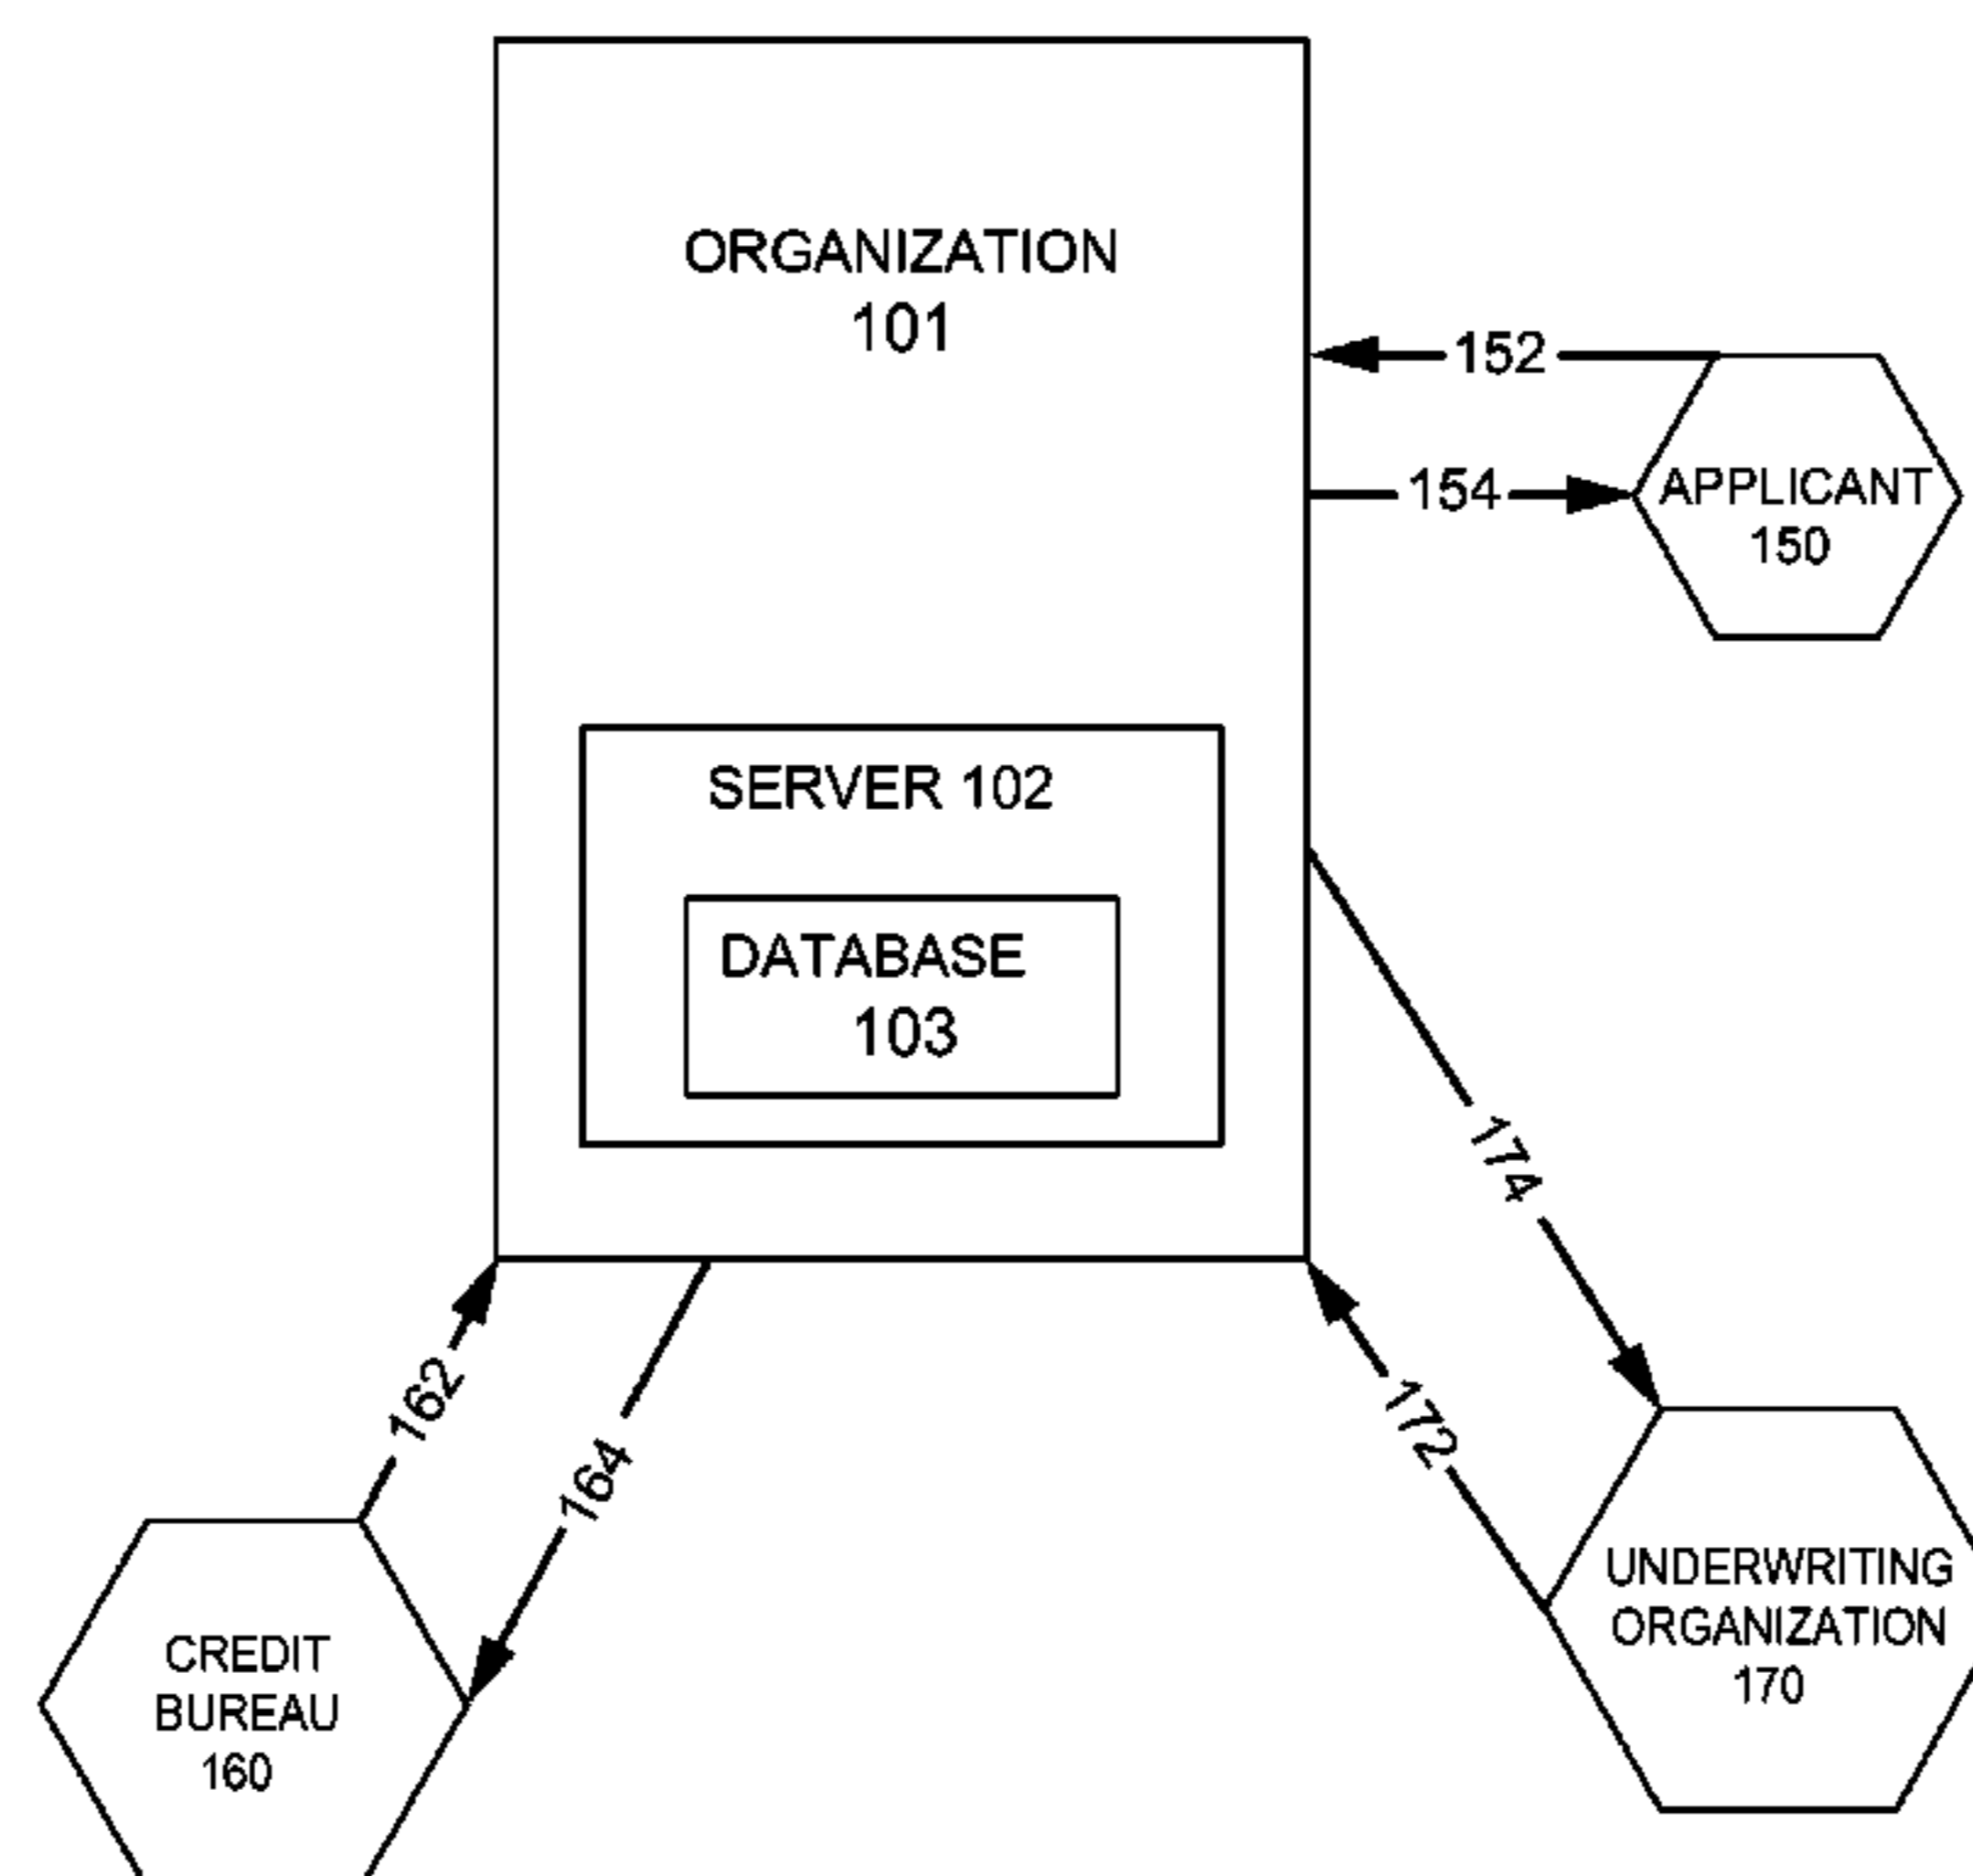 ORGANIZATION
101
152
154
APPLICANT
150
SERVER 102
DATABASE
103
174
172
162
164
UNDERWRITING
ORGANIZATION
170
CREDIT
BUREAU
160